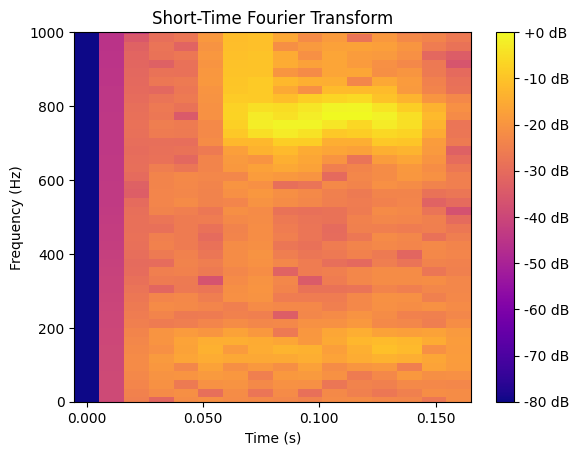 Short-Time Fourier Transform
Frequency (Hz)
1000
800
600
400
200
0
0.000
0.050
0.100
0.150
Time (s)
+0 dB
-10 dB
-20 dB
-30 dB
-40 dB
-50 dB
-60 dB
-70 dB
-80 dB